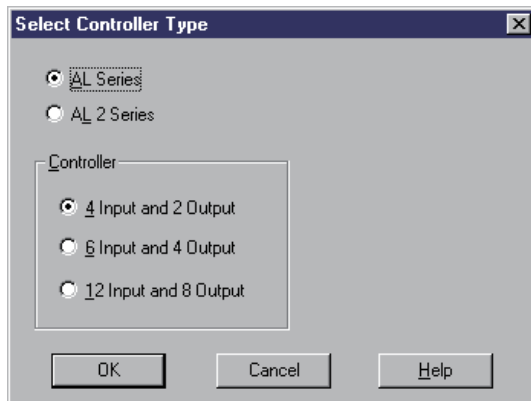 Select Controller Type
AL Series
AL 2 Series
Controller
4 Input and 2 Output
6 Input and 4 Output
12 Input and 8 Output
OK Cancel Help